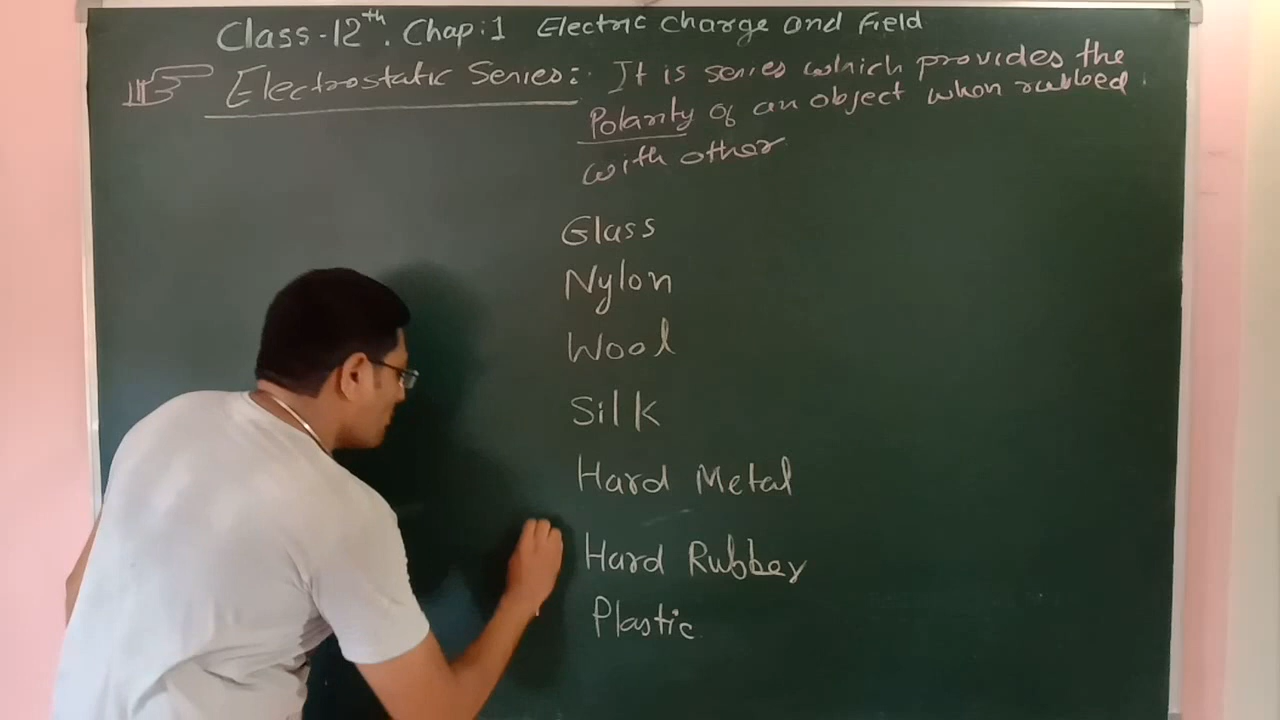 Class-12th. Chap:1 Electric Charge and Field
Electrostatic Series:- It is series which provides the
Polarity of an object when rubbed
with other
Glass
Nylon
Wool
Silk
Hard Metal
Hard Rubber
Plastic